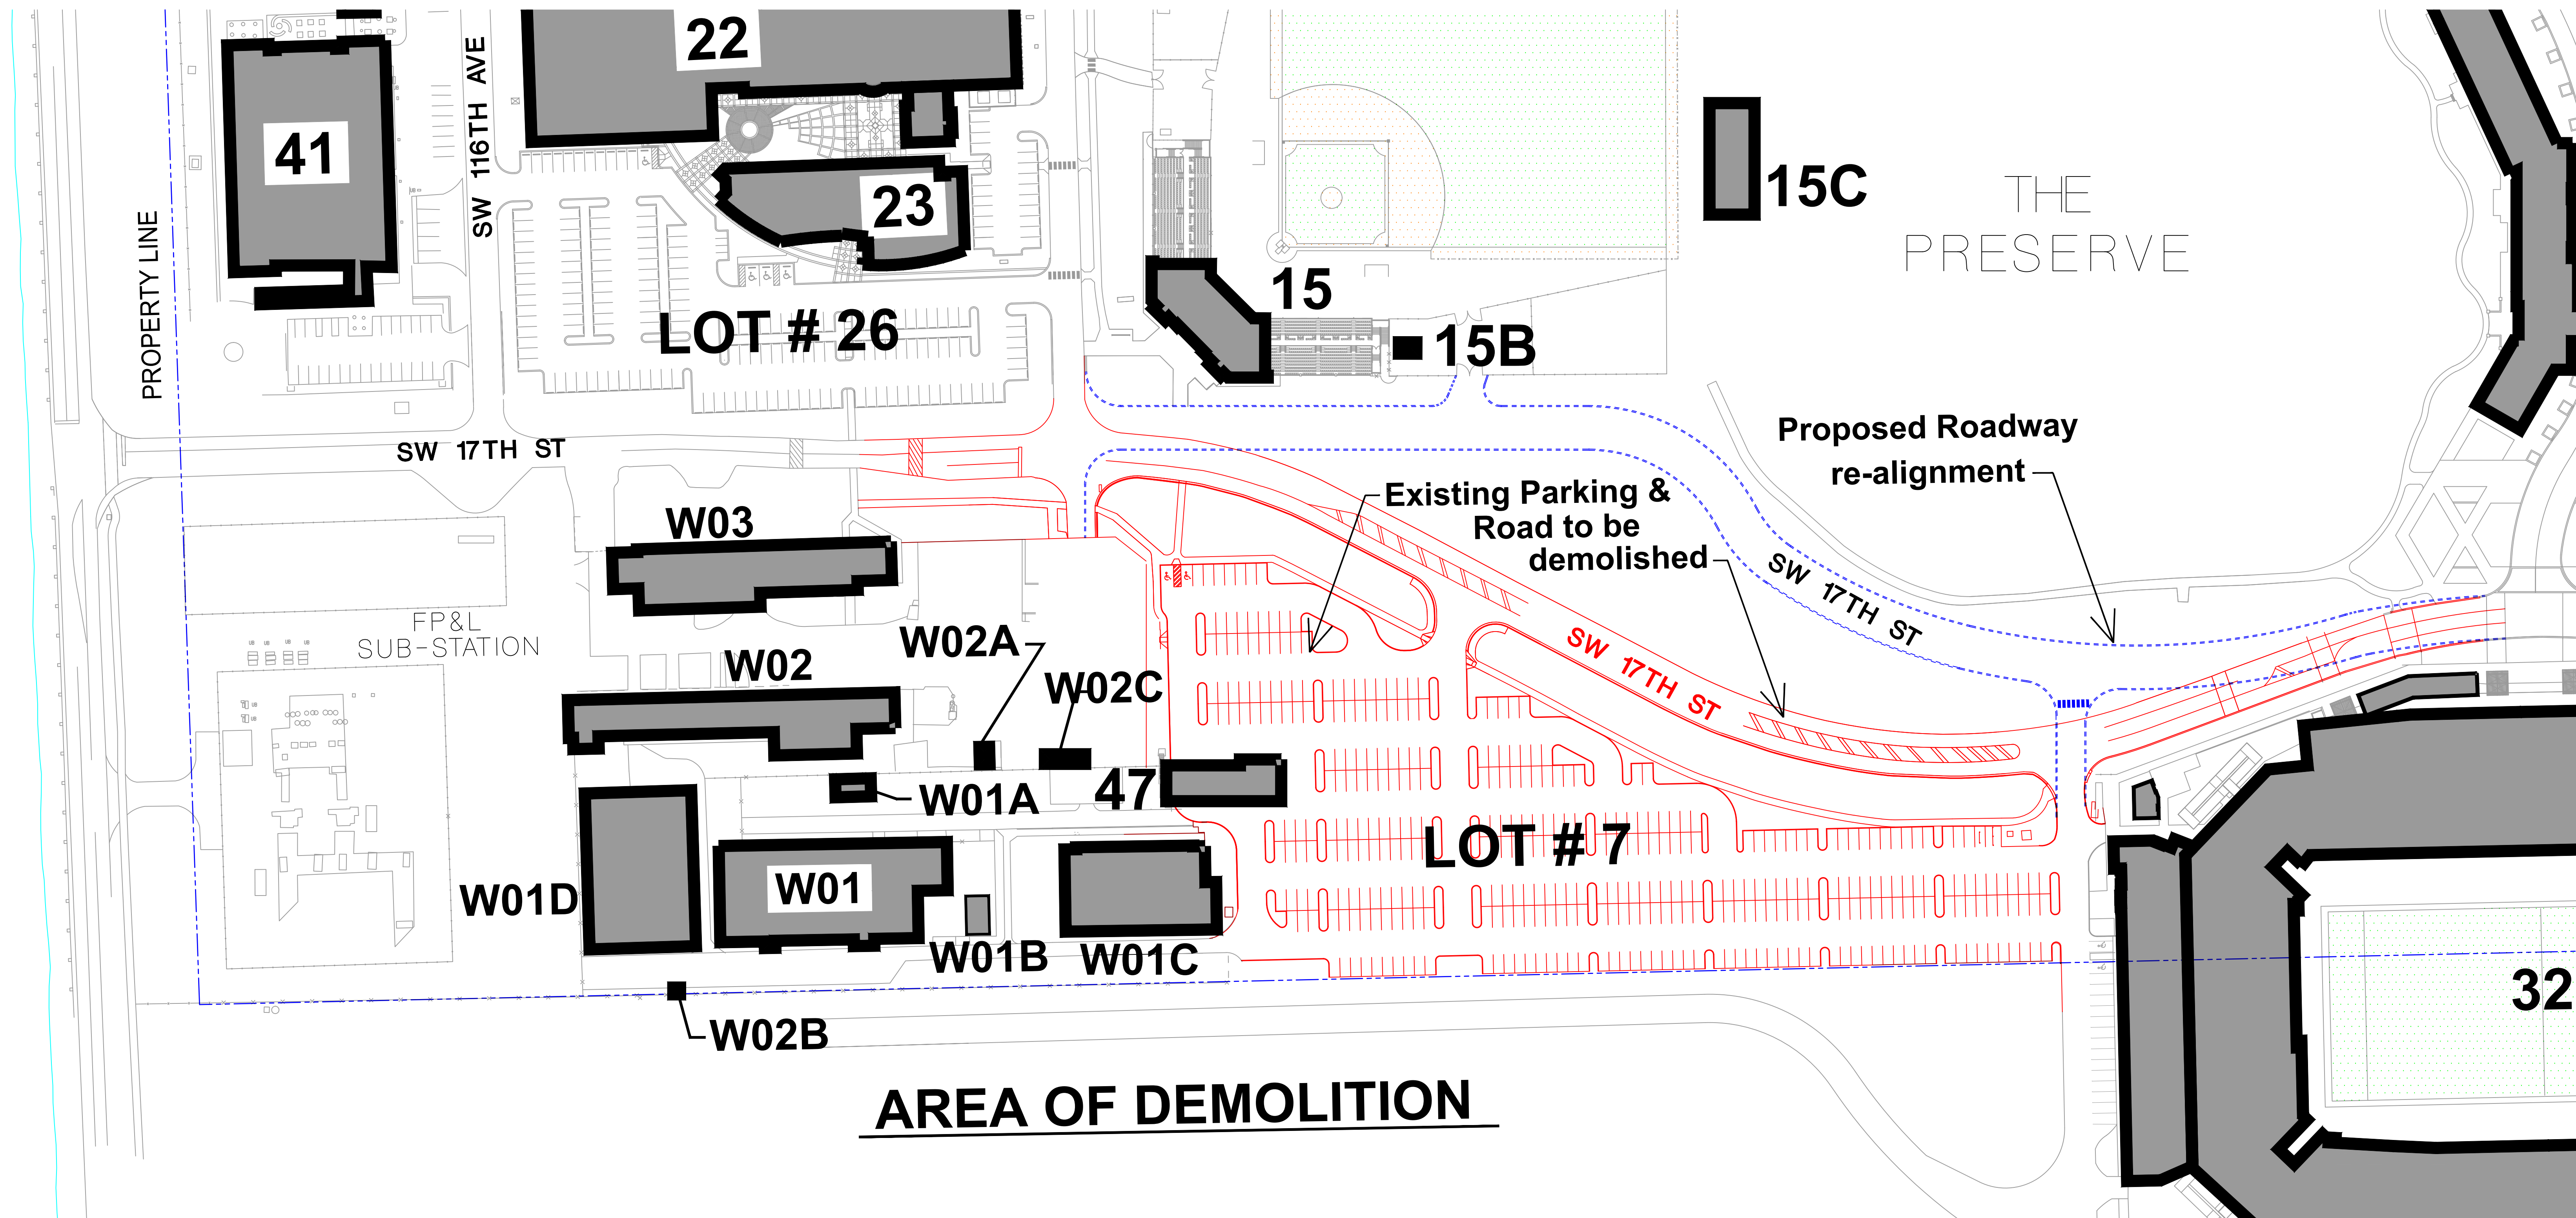 22
41
SW 116TH AVE
23
15C
THE
PRESERVE
PROPERTY LINE
15
LOT # 26
15B
Proposed Roadway
re-alignment
SW 17TH ST
Existing Parking &
Road to be
demolished
W03
SW 17TH ST
FP&L
SUB-STATION
W02A
W02
W02C
SW 17TH ST
47
W01A
LOT # 7
W01D
W01
W01B
W01C
32
W02B
AREA OF DEMOLITION